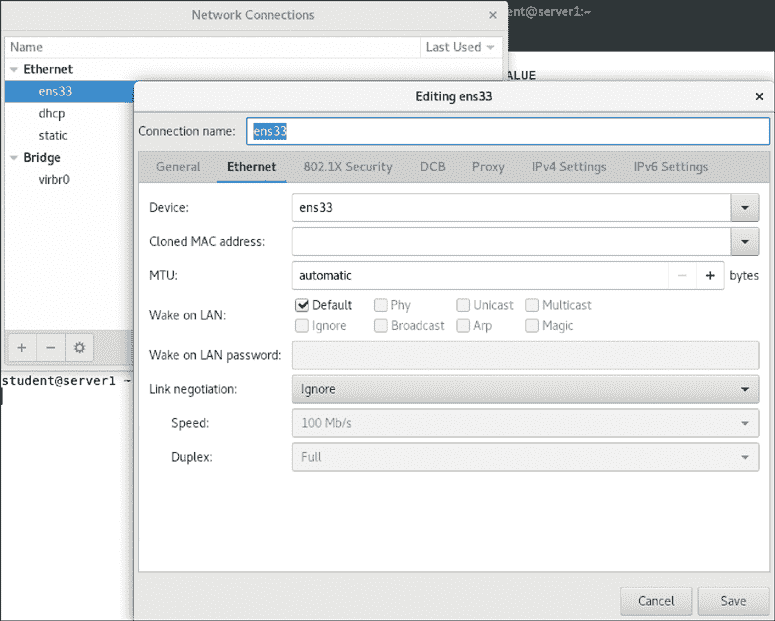 Network Connections
ent@server1:~
Name
Last Used
Ethernet
ens33
dhcp
static
Bridge
virbr0
ALUE
Editing ens33
Connection name: ens33
General Ethernet 802.1X Security DCB Proxy IPv4 Settings IPv6 Settings
Device: ens33
Cloned MAC address:
MTU: automatic bytes
Wake on LAN:
Default Phy Unicast Multicast
Ignore Broadcast Arp Magic
Wake on LAN password:
Link negotiation: Ignore
Speed: 100 Mb/s
Duplex: Full
student@server1 ~
Cancel Save